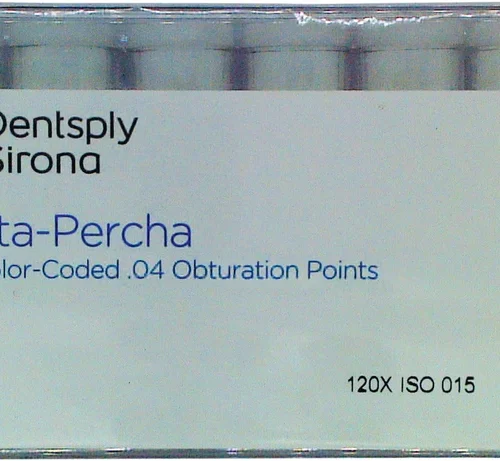 Dentsply
Sirona
ta-Percha
lor-Coded .04 Obturation Points
120X ISO 015